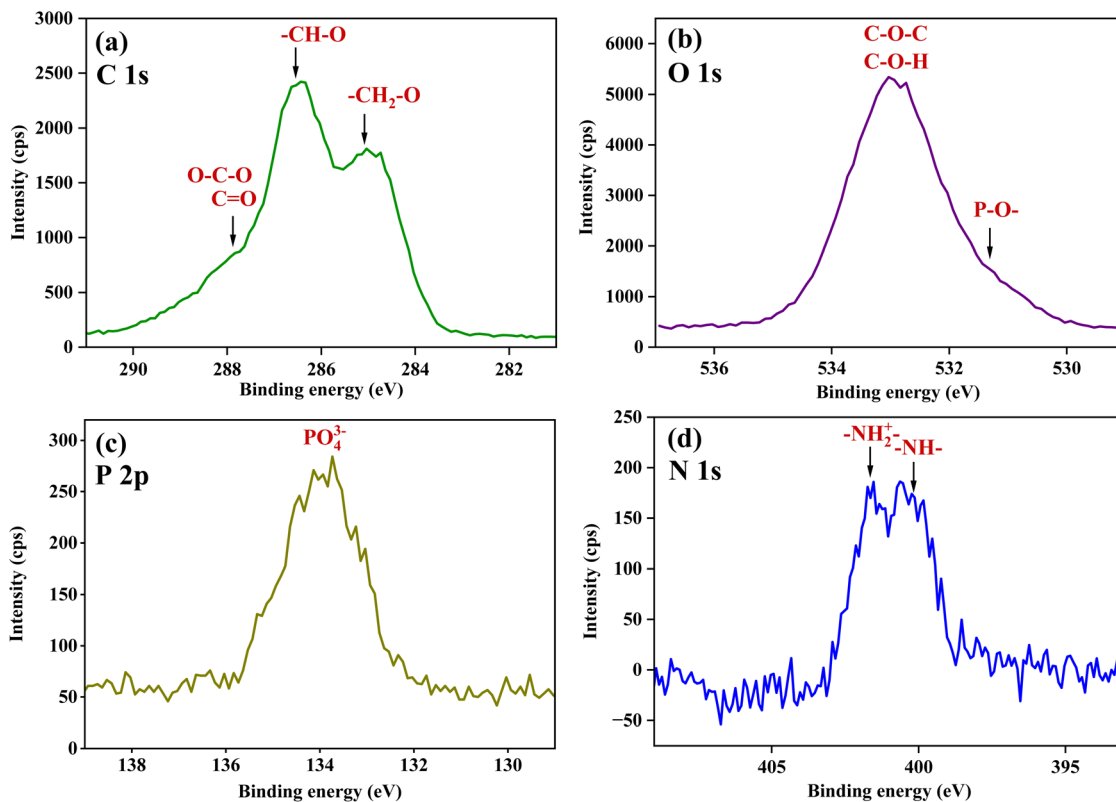 (a)
C 1s
-CH-O
-CH₂-O
O-C-O
C=O
3000
2500
2000
1500
1000
500
0
Intensity (cps)
290
288
286
284
282
Binding energy (eV)
(b)
O 1s
C-O-C
C-O-H
P-O-
6000
5000
4000
3000
2000
1000
0
Intensity (cps)
536
534
532
530
Binding energy (eV)
(c)
P 2p
PO₄³⁻
300
250
200
150
100
50
0
Intensity (cps)
138
136
134
132
130
Binding energy (eV)
(d)
N 1s
-NH₂⁺-
-NH-
250
200
150
100
50
0
−50
Intensity (cps)
405
400
395
Binding energy (eV)